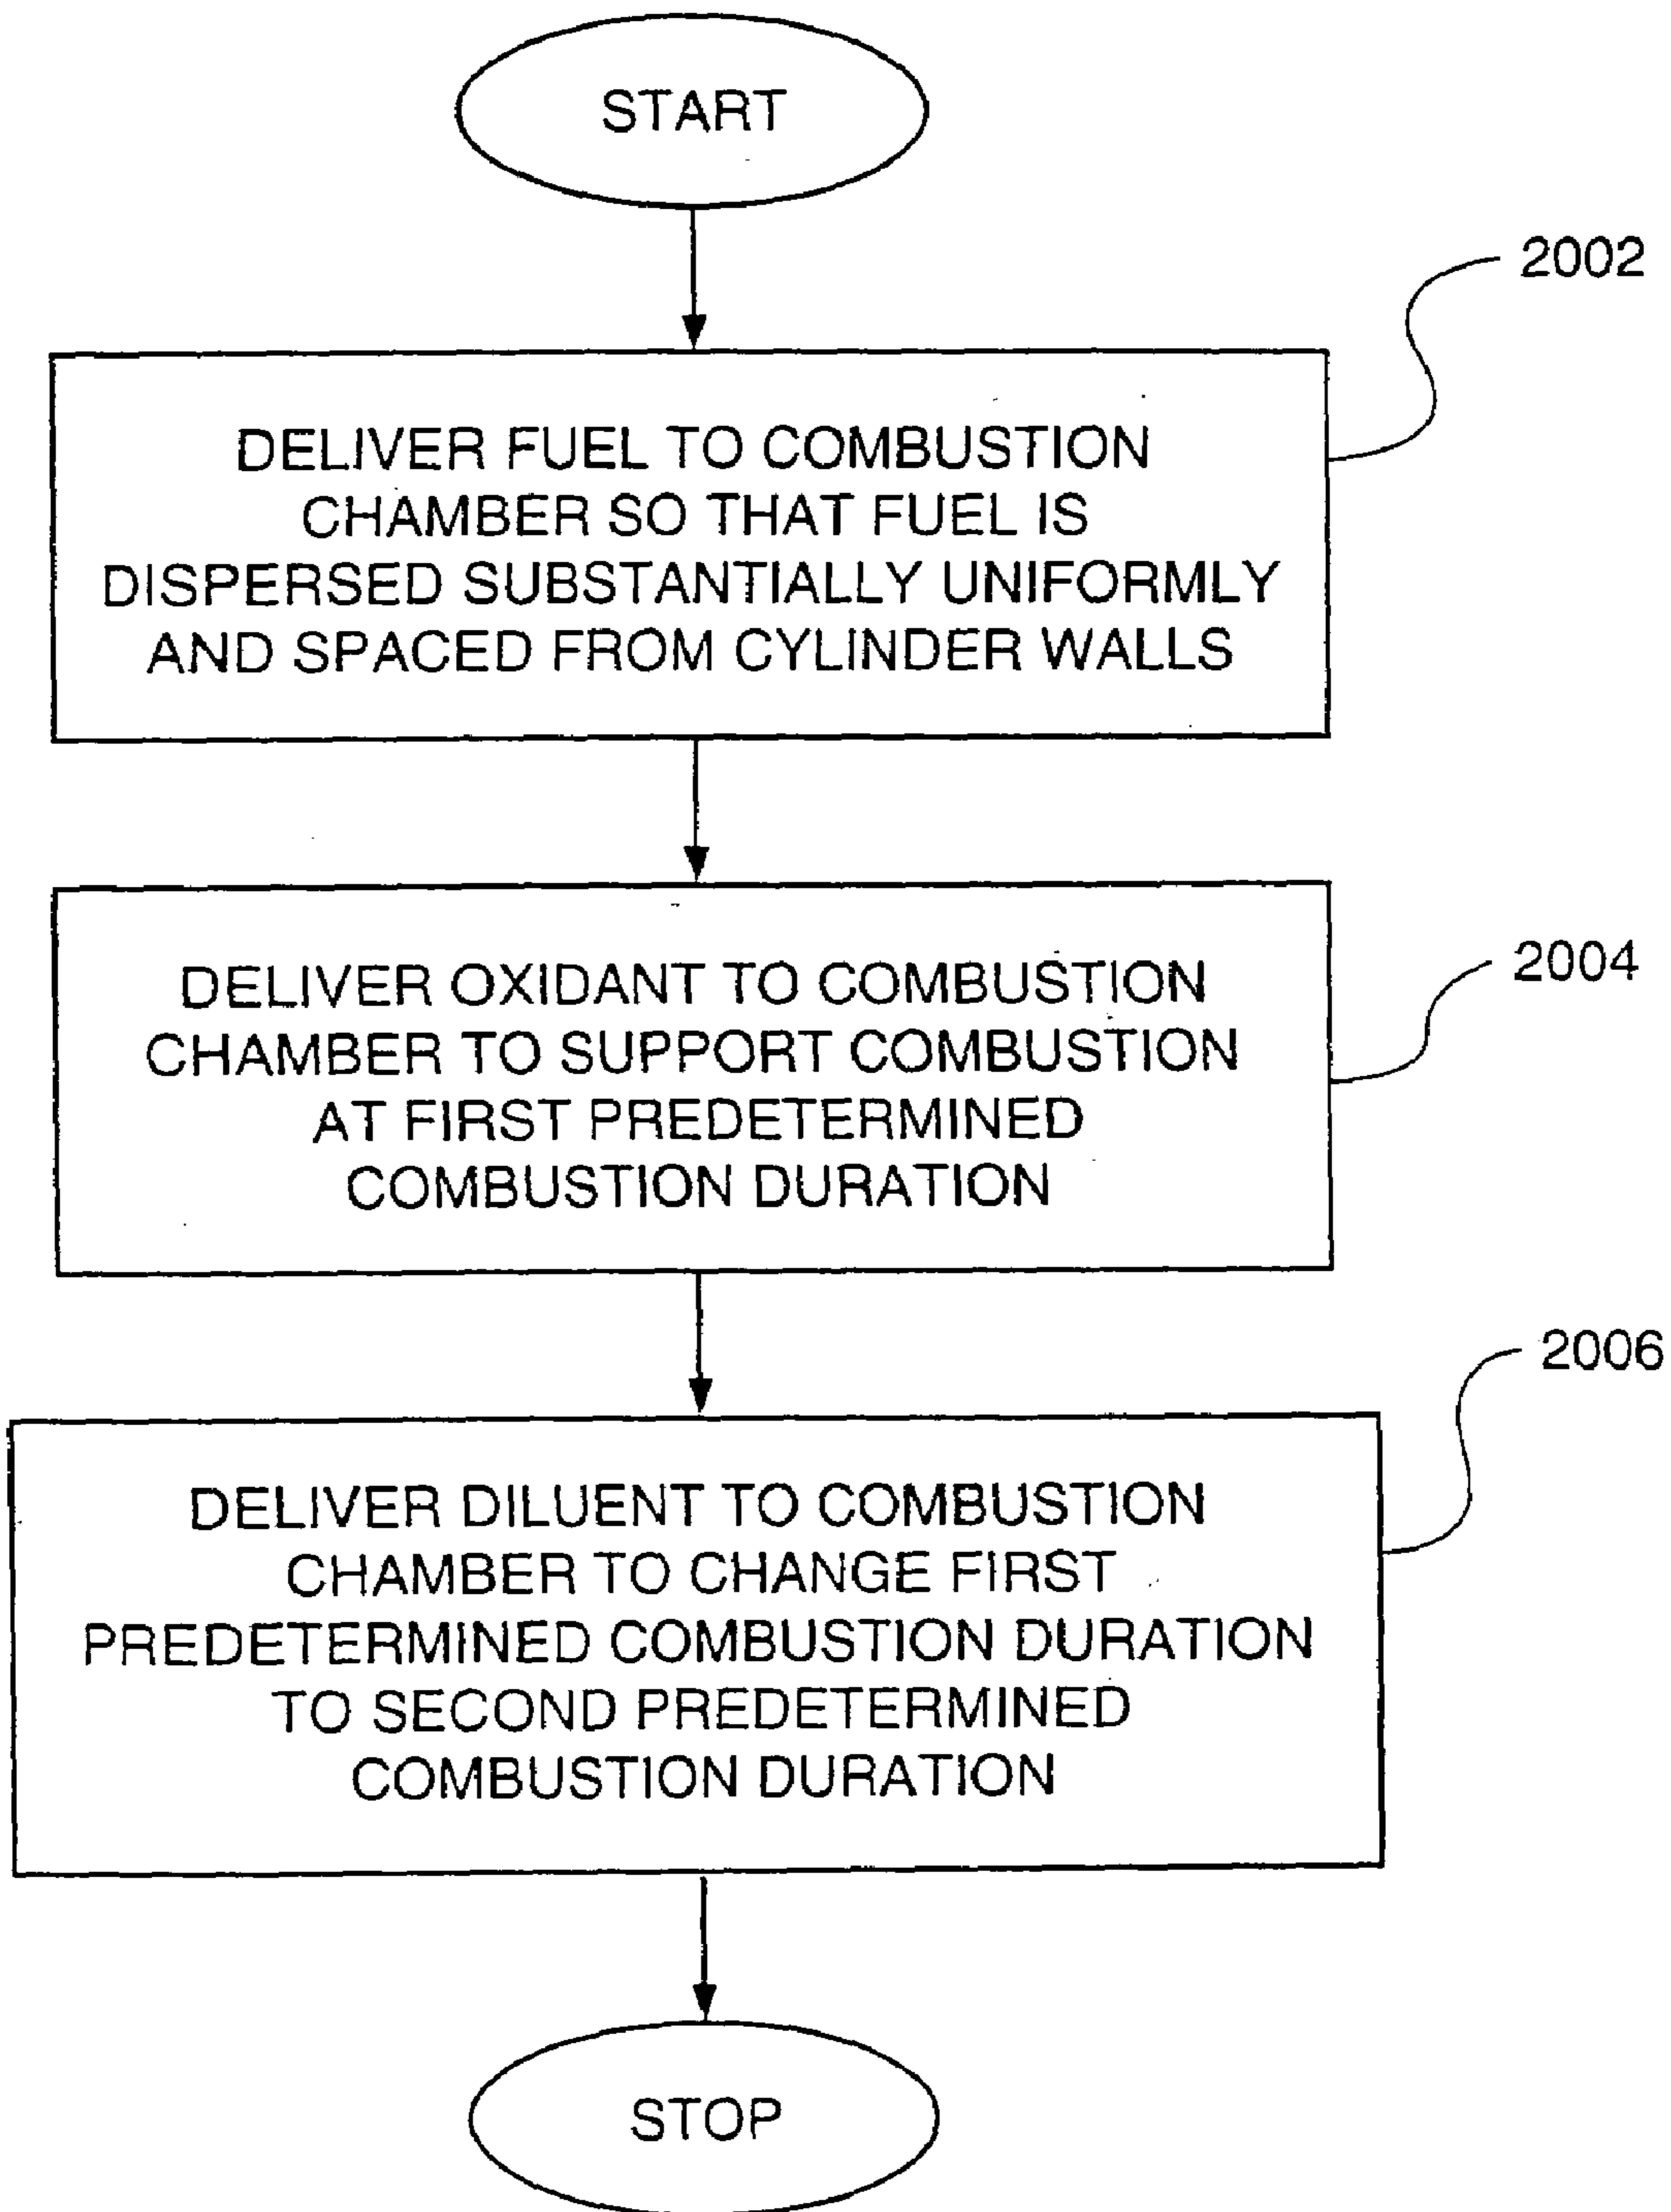 START
2002
DELIVER FUEL TO COMBUSTION
CHAMBER SO THAT FUEL IS
DISPERSED SUBSTANTIALLY UNIFORMLY
AND SPACED FROM CYLINDER WALLS
2004
DELIVER OXIDANT TO COMBUSTION
CHAMBER TO SUPPORT COMBUSTION
AT FIRST PREDETERMINED
COMBUSTION DURATION
2006
DELIVER DILUENT TO COMBUSTION
CHAMBER TO CHANGE FIRST
PREDETERMINED COMBUSTION DURATION
TO SECOND PREDETERMINED
COMBUSTION DURATION
STOP